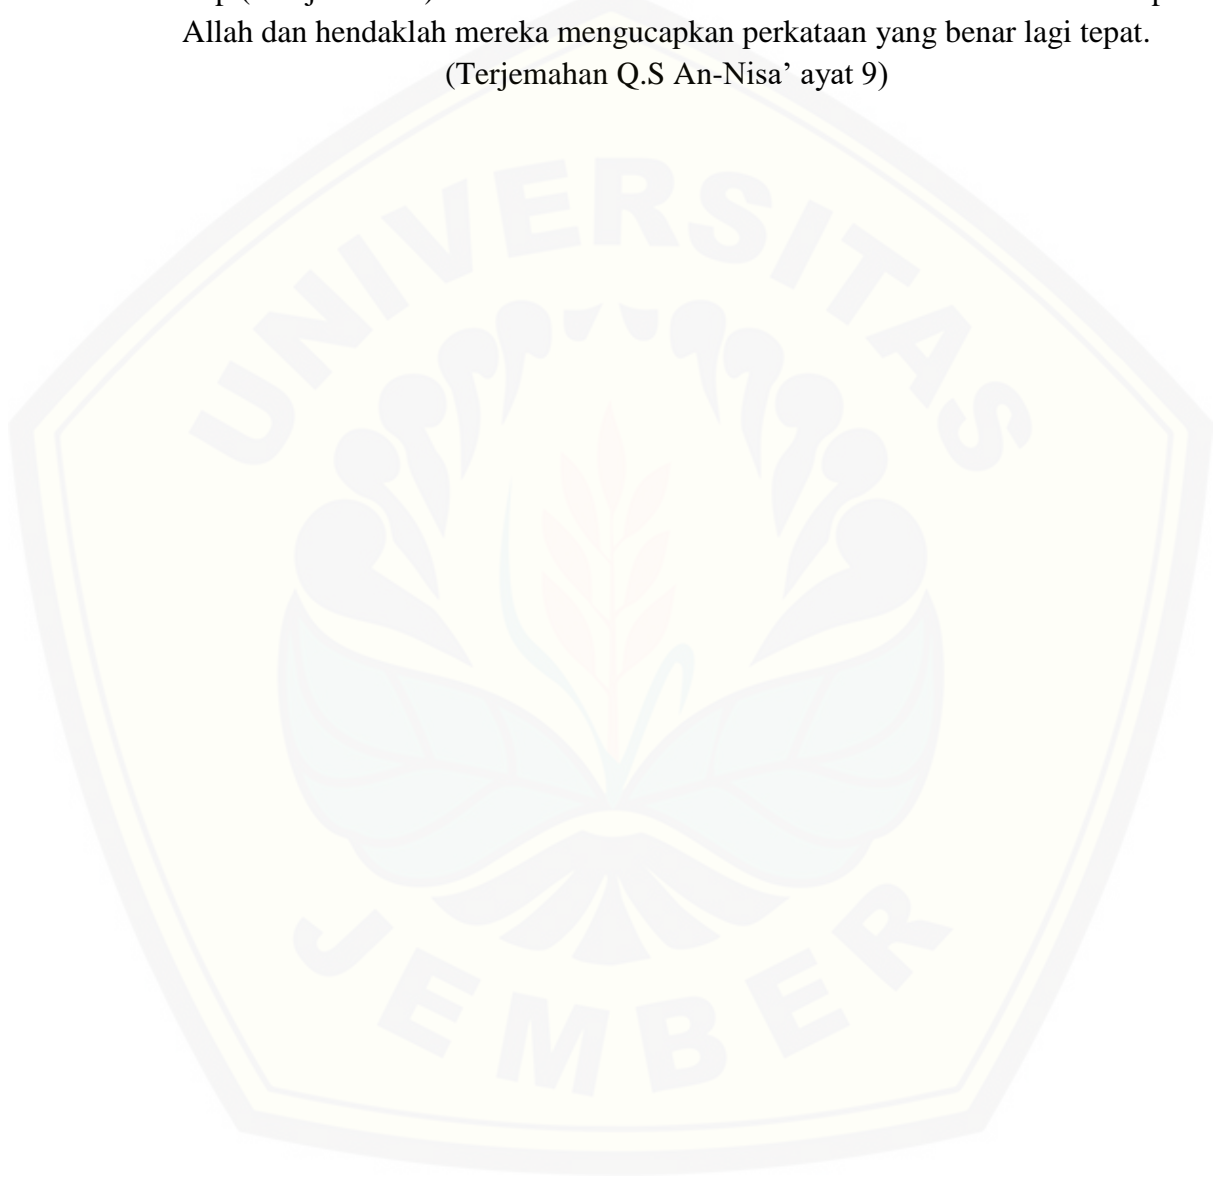 Allah dan hendaklah mereka mengucapkan perkataan yang benar lagi tepat.
(Terjemahan Q.S An-Nisa’ ayat 9)
UNIVERSITAS
JEMBER